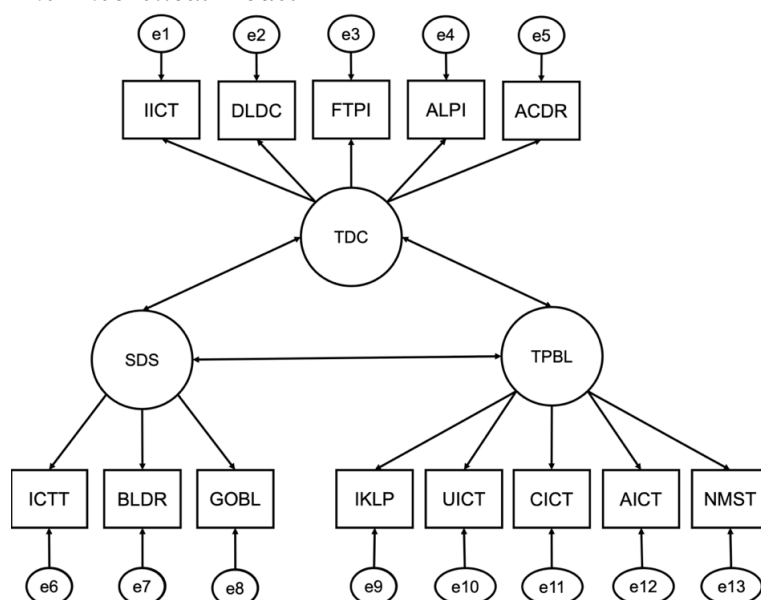 e1 e2 e3 e4 e5
IICT DLDC FTPI ALPI ACDR
TDC
SDS TPBL
ICTT BLDR GOBL IKLP UICT CICT AICT NMST
e6 e7 e8 e9 e10 e11 e12 e13